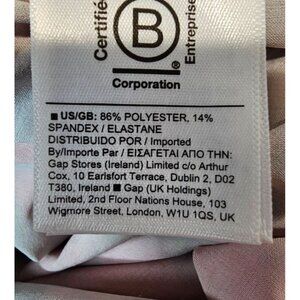 Certifiée
B
Entreprise
Corporation
■ US/GB: 86% POLYESTER, 14%
SPANDEX / ELASTANE
DISTRIBUIDO POR / Imported
By/Importe Par / ΕΙΣΑΓΕΤΑΙ ΑΠΟ ΤΗΝ:
Gap Stores (Ireland) Limited c/o Arthur
Cox, 10 Earlsfort Terrace, Dublin 2, D02
T380, Ireland ■ Gap (UK Holdings)
Limited, 2nd Floor Nations House, 103
Wigmore Street, London, W1U 1QS, UK